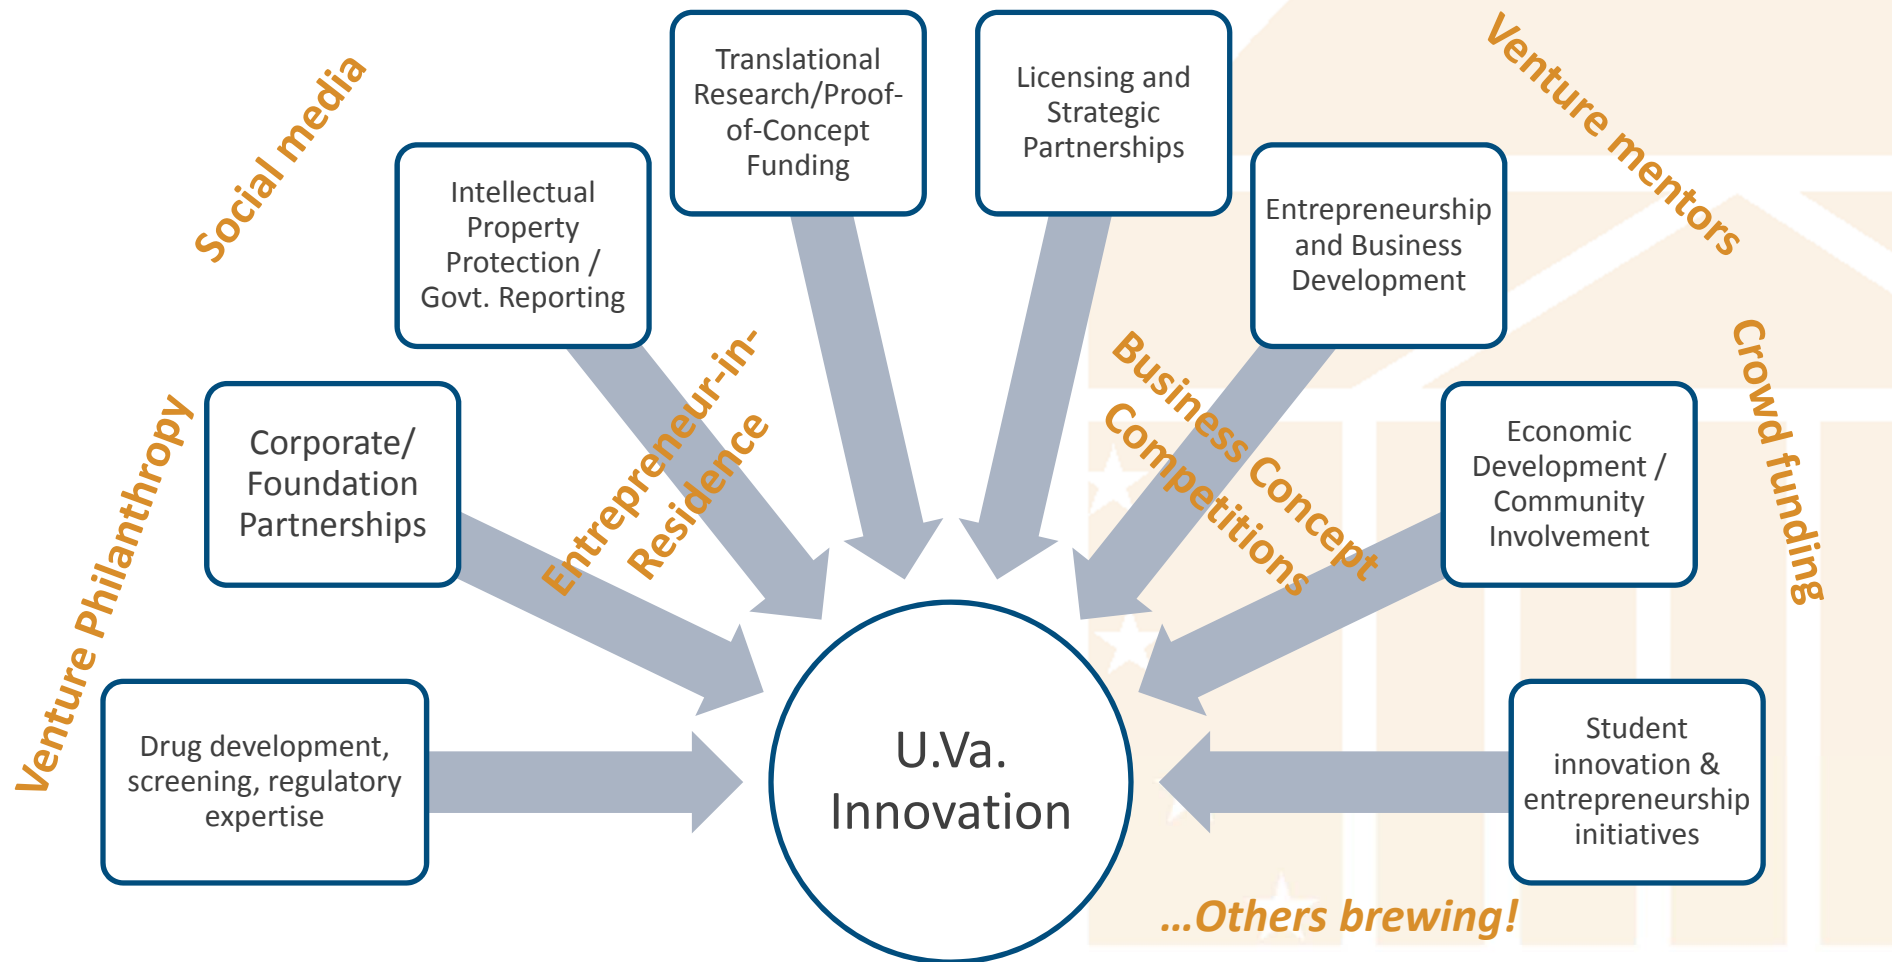 Social media
Translational
Research/Proof-
of-Concept
Funding
Licensing and
Strategic
Partnerships
Venture mentors
Intellectual
Property
Protection /
Govt. Reporting
Entrepreneurship
and Business
Development
Venture Philanthropy
Corporate/
Foundation
Partnerships
Entrepreneur-in-
Residence
Business Concept
Competitions
Economic
Development /
Community
Involvement
Crowd funding
Drug development,
screening, regulatory
expertise
U.Va.
Innovation
Student
innovation &
entrepreneurship
initiatives
...Others brewing!